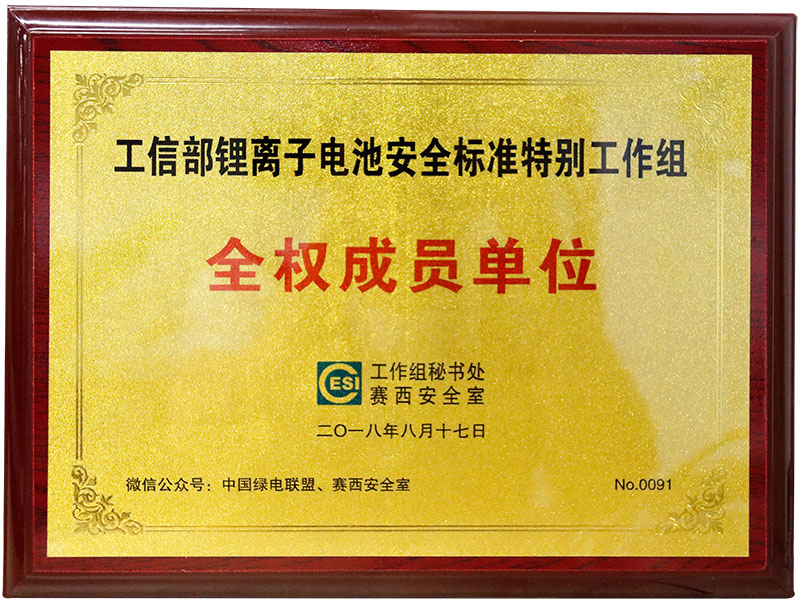 工信部锂离子电池安全标准特别工作组
全权成员单位
CESI
工作组秘书处
赛西安全室
二〇一八年八月十七日
微信公众号：中国绿电联盟、赛西安全室
No.0091